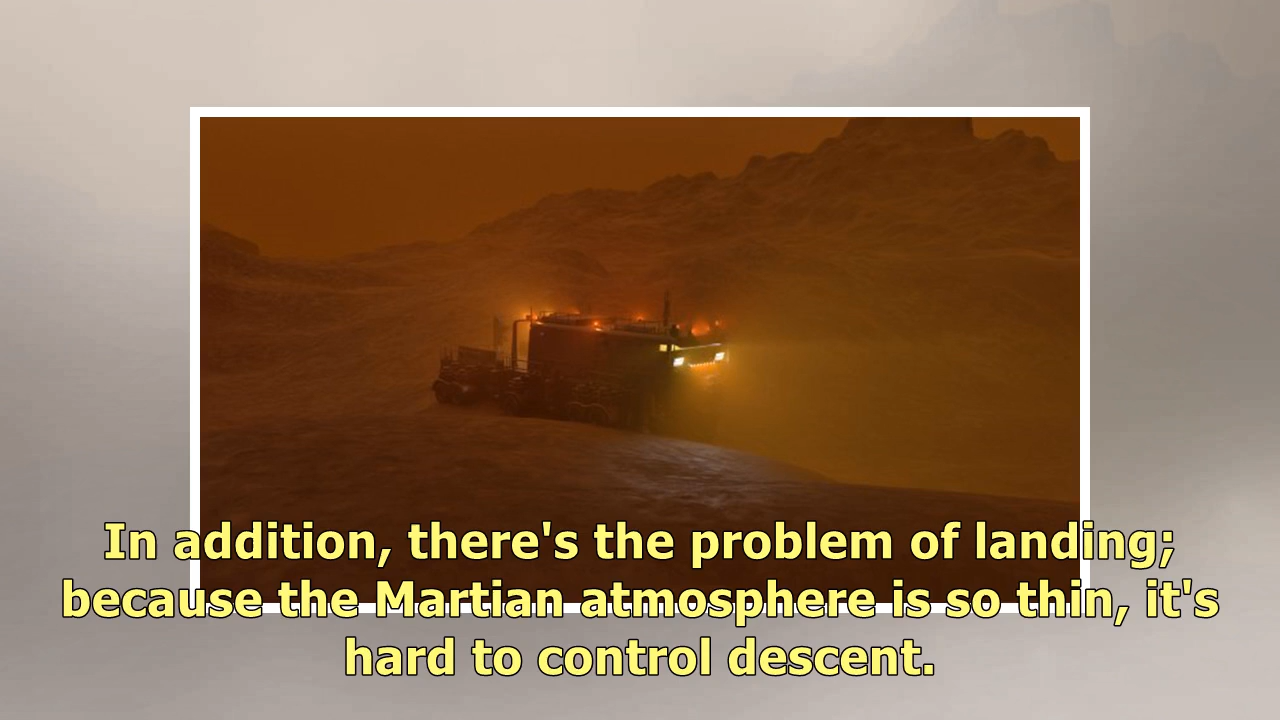 In addition, there's the problem of landing;
because the Martian atmosphere is so thin, it's
hard to control descent.